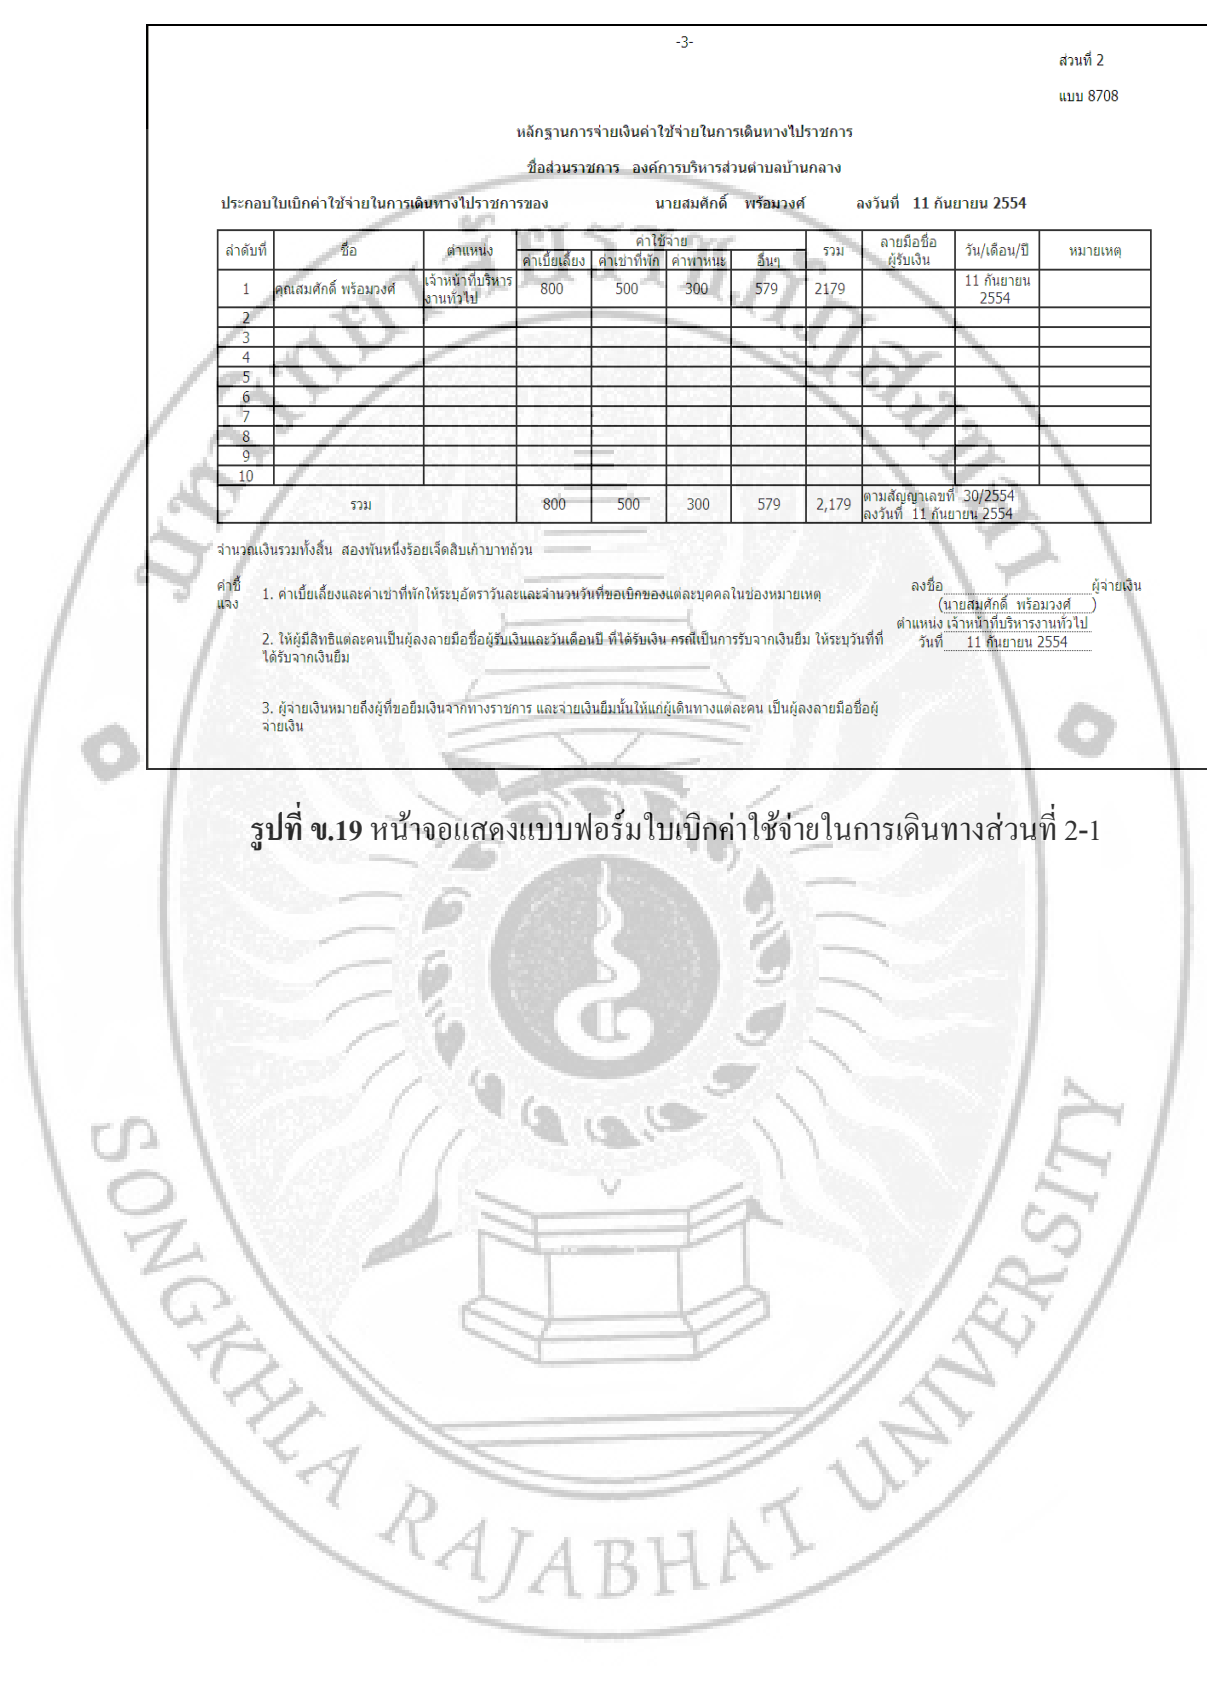 -3-
ส่วนที่ 2
แบบ 8708
หลักฐานการจ่ายเงินค่าใช้จ่ายในการเดินทางไปราชการ
ชื่อส่วนราชการ องค์การบริหารส่วนตำบลบ้านกลาง
ประกอบใบเบิกค่าใช้จ่ายในการเดินทางไปราชการของ นายสมศักดิ์ พร้อมวงศ์ ลงวันที่ 11 กันยายน 2554
ลำดับที่ ชื่อ ตำแหน่ง ค่าใช้จ่าย รวม ลายมือชื่อ ผู้รับเงิน วัน/เดือน/ปี หมายเหตุ
ค่าเบี้ยเลี้ยง ค่าเช่าที่พัก ค่าพาหนะ อื่นๆ
1 คุณสมศักดิ์ พร้อมวงศ์ เจ้าหน้าที่บริหารงานทั่วไป 800 500 300 579 2179 11 กันยายน 2554
2
3
4
5
6
7
8
9
10
รวม 800 500 300 579 2,179 ตามสัญญาเลขที่ 30/2554
ลงวันที่ 11 กันยายน 2554
จำนวณเงินรวมทั้งสิ้น สองพันหนึ่งร้อยเจ็ดสิบเก้าบาทถ้วน
คำชี้แจง 1. ค่าเบี้ยเลี้ยงและค่าเช่าที่พักให้ระบุอัตราวันละและจำนวนวันที่ขอเบิกของแต่ละบุคคลในช่องหมายเหตุ
2. ให้ผู้มีสิทธิแต่ละคนเป็นผู้ลงลายมือชื่อผู้รับเงินและวันเดือนปี ที่ได้รับเงิน กรณีเป็นการรับจากเงินยืม ให้ระบุวันที่ที่
ได้รับจากเงินยืม
3. ผู้จ่ายเงินหมายถึงผู้ที่ขอยืมเงินจากทางราชการ และจ่ายเงินยืมนั้นให้แก่ผู้เดินทางแต่ละคน เป็นผู้ลงลายมือชื่อผู้
จ่ายเงิน
ลงชื่อ ผู้จ่ายเงิน
(นายสมศักดิ์ พร้อมวงศ์ )
ตำแหน่ง เจ้าหน้าที่บริหารงานทั่วไป
วันที่ 11 กันยายน 2554
รูปที่ ข.19 หน้าจอแสดงแบบฟอร์มใบเบิกค่าใช้จ่ายในการเดินทางส่วนที่ 2-1
มหาวิทยาลัยราชภัฏสงขลา
SONGKHLA RAJABHAT UNIVERSITY